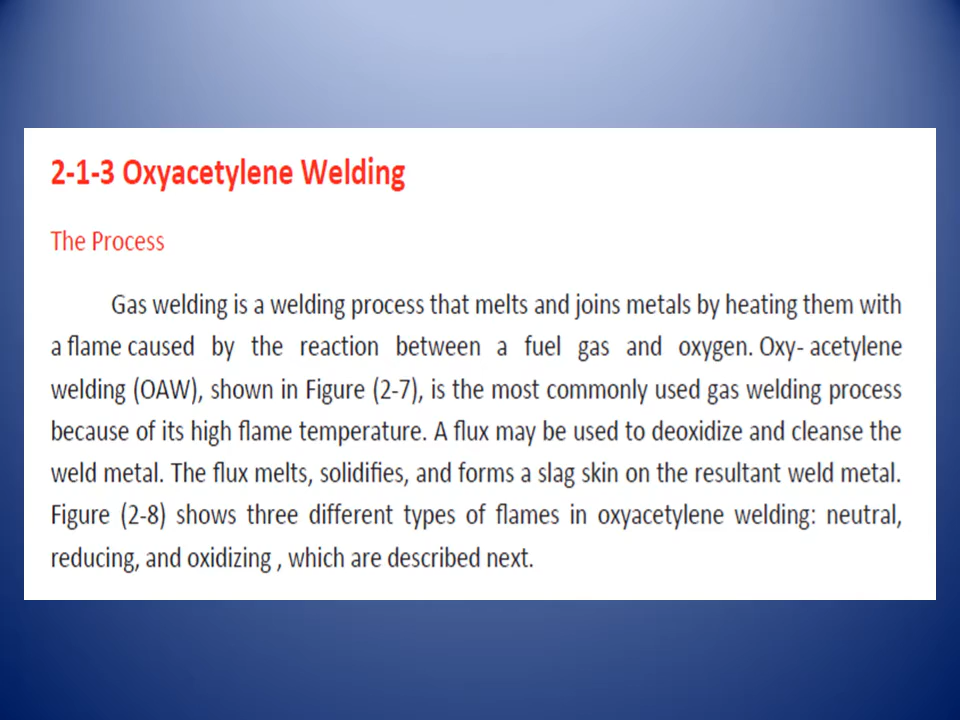 2-1-3 Oxyacetylene Welding
The Process
Gas welding is a welding process that melts and joins metals by heating them with
a flame caused by the reaction between a fuel gas and oxygen. Oxy- acetylene
welding (OAW), shown in Figure (2-7), is the most commonly used gas welding process
because of its high flame temperature. A flux may be used to deoxidize and cleanse the
weld metal. The flux melts, solidifies, and forms a slag skin on the resultant weld metal.
Figure (2-8) shows three different types of flames in oxyacetylene welding: neutral,
reducing, and oxidizing , which are described next.